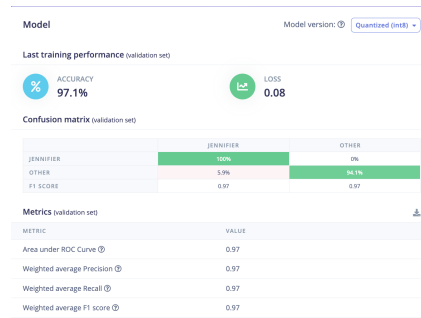 Model
Model version: Quantized (int8)
Last training performance (validation set)
%
ACCURACY
97.1%
LOSS
0.08
Confusion matrix (validation set)
JENNIFIER OTHER
JENNIFIER 100% 0%
OTHER 5.9% 94.1%
F1 SCORE 0.97 0.97
Metrics (validation set)
METRIC VALUE
Area under ROC Curve ? 0.97
Weighted average Precision ? 0.97
Weighted average Recall ? 0.97
Weighted average F1 score ? 0.97